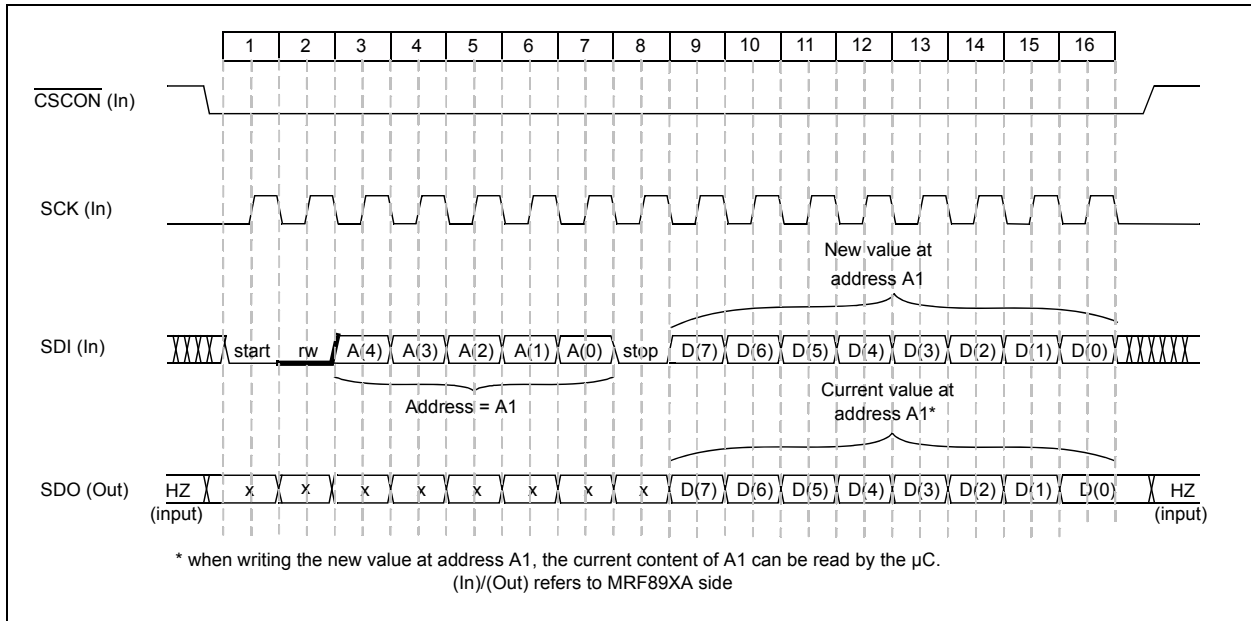 1 2 3 4 5 6 7 8 9 10 11 12 13 14 15 16
CSCON (In)
SCK (In)
New value at
address A1
SDI (In) start rw A(4) A(3) A(2) A(1) A(0) stop D(7) D(6) D(5) D(4) D(3) D(2) D(1) D(0)
Address = A1
Current value at
address A1*
SDO (Out) HZ x x x x x x x x D(7) D(6) D(5) D(4) D(3) D(2) D(1) D(0) HZ
(input) (input)
* when writing the new value at address A1, the current content of A1 can be read by the µC.
(In)/(Out) refers to MRF89XA side